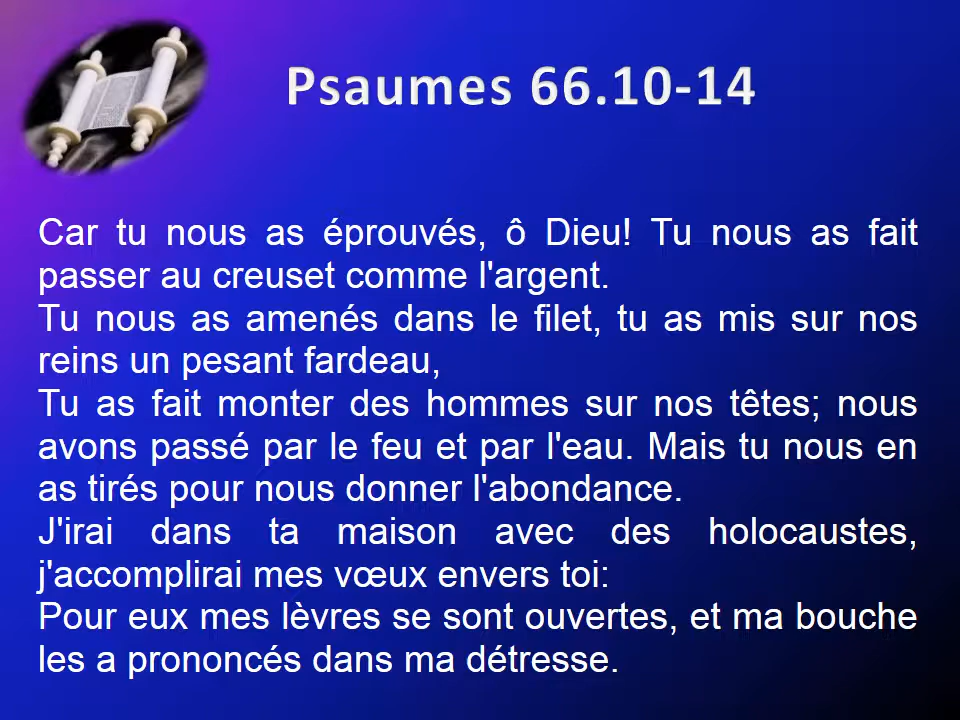 Psaumes 66.10-14
Car tu nous as éprouvés, ô Dieu! Tu nous as fait
passer au creuset comme l'argent.
Tu nous as amenés dans le filet, tu as mis sur nos
reins un pesant fardeau,
Tu as fait monter des hommes sur nos têtes; nous
avons passé par le feu et par l'eau. Mais tu nous en
as tirés pour nous donner l'abondance.
J'irai dans ta maison avec des holocaustes,
j'accomplirai mes vœux envers toi:
Pour eux mes lèvres se sont ouvertes, et ma bouche
les a prononcés dans ma détresse.